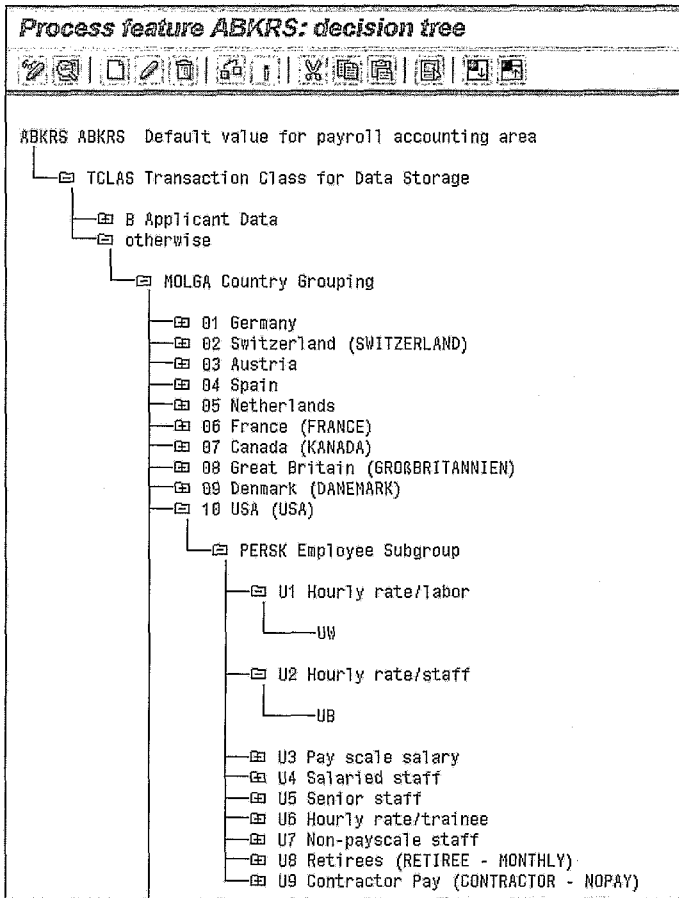 Process feature ABKRS: decision tree
ABKRS ABKRS Default value for payroll accounting area
TCLAS Transaction Class for Data Storage
B Applicant Data
otherwise
MOLGA Country Grouping
01 Germany
02 Switzerland (SWITZERLAND)
03 Austria
04 Spain
05 Netherlands
06 France (FRANCE)
07 Canada (KANADA)
08 Great Britain (GROßBRITANNIEN)
09 Denmark (DANEMARK)
10 USA (USA)
PERSK Employee Subgroup
U1 Hourly rate/labor
UW
U2 Hourly rate/staff
UB
U3 Pay scale salary
U4 Salaried staff
U5 Senior staff
U6 Hourly rate/trainee
U7 Non-payscale staff
U8 Retirees (RETIREE - MONTHLY)
U9 Contractor Pay (CONTRACTOR - NOPAY)